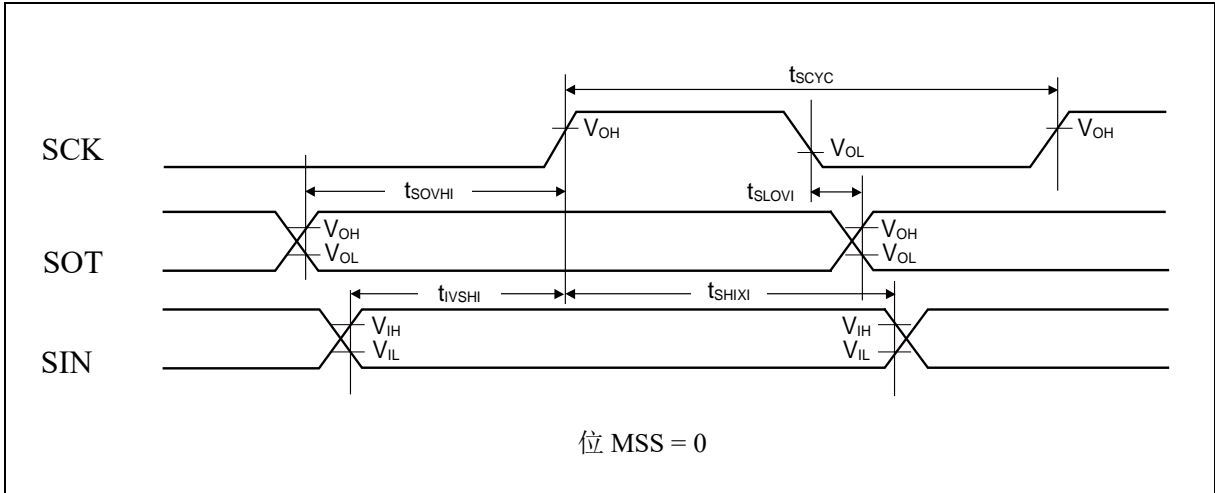 tSCYC
SCK
VOH
VOL
VOH
tSOVHI
tSLOVI
SOT
VOH
VOL
VOH
VOL
tIVSHI
tSHIXI
SIN
VIH
VIL
VIH
VIL
位 MSS = 0